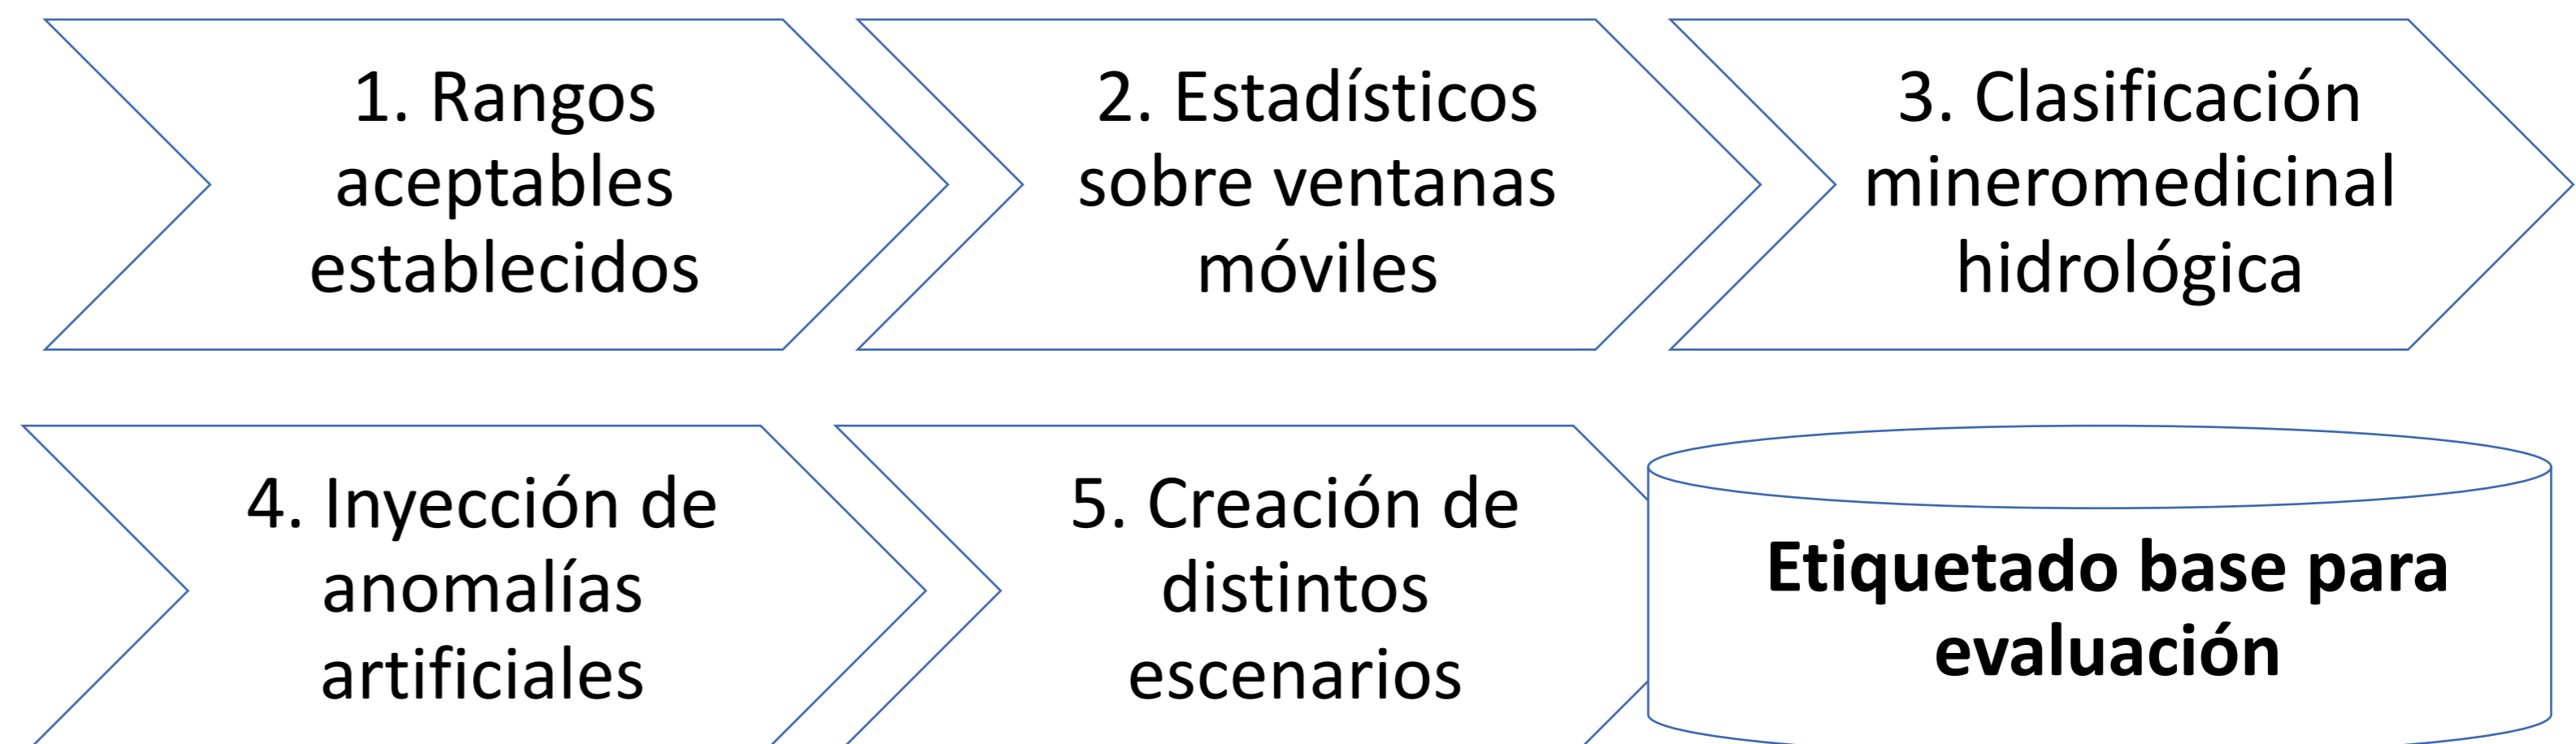 1. Rangos
aceptables
establecidos
2. Estadísticos
sobre ventanas
móviles
3. Clasificación
mineromedicinal
hidrológica
4. Inyección de
anomalías
artificiales
5. Creación de
distintos
escenarios
Etiquetado base para
evaluación